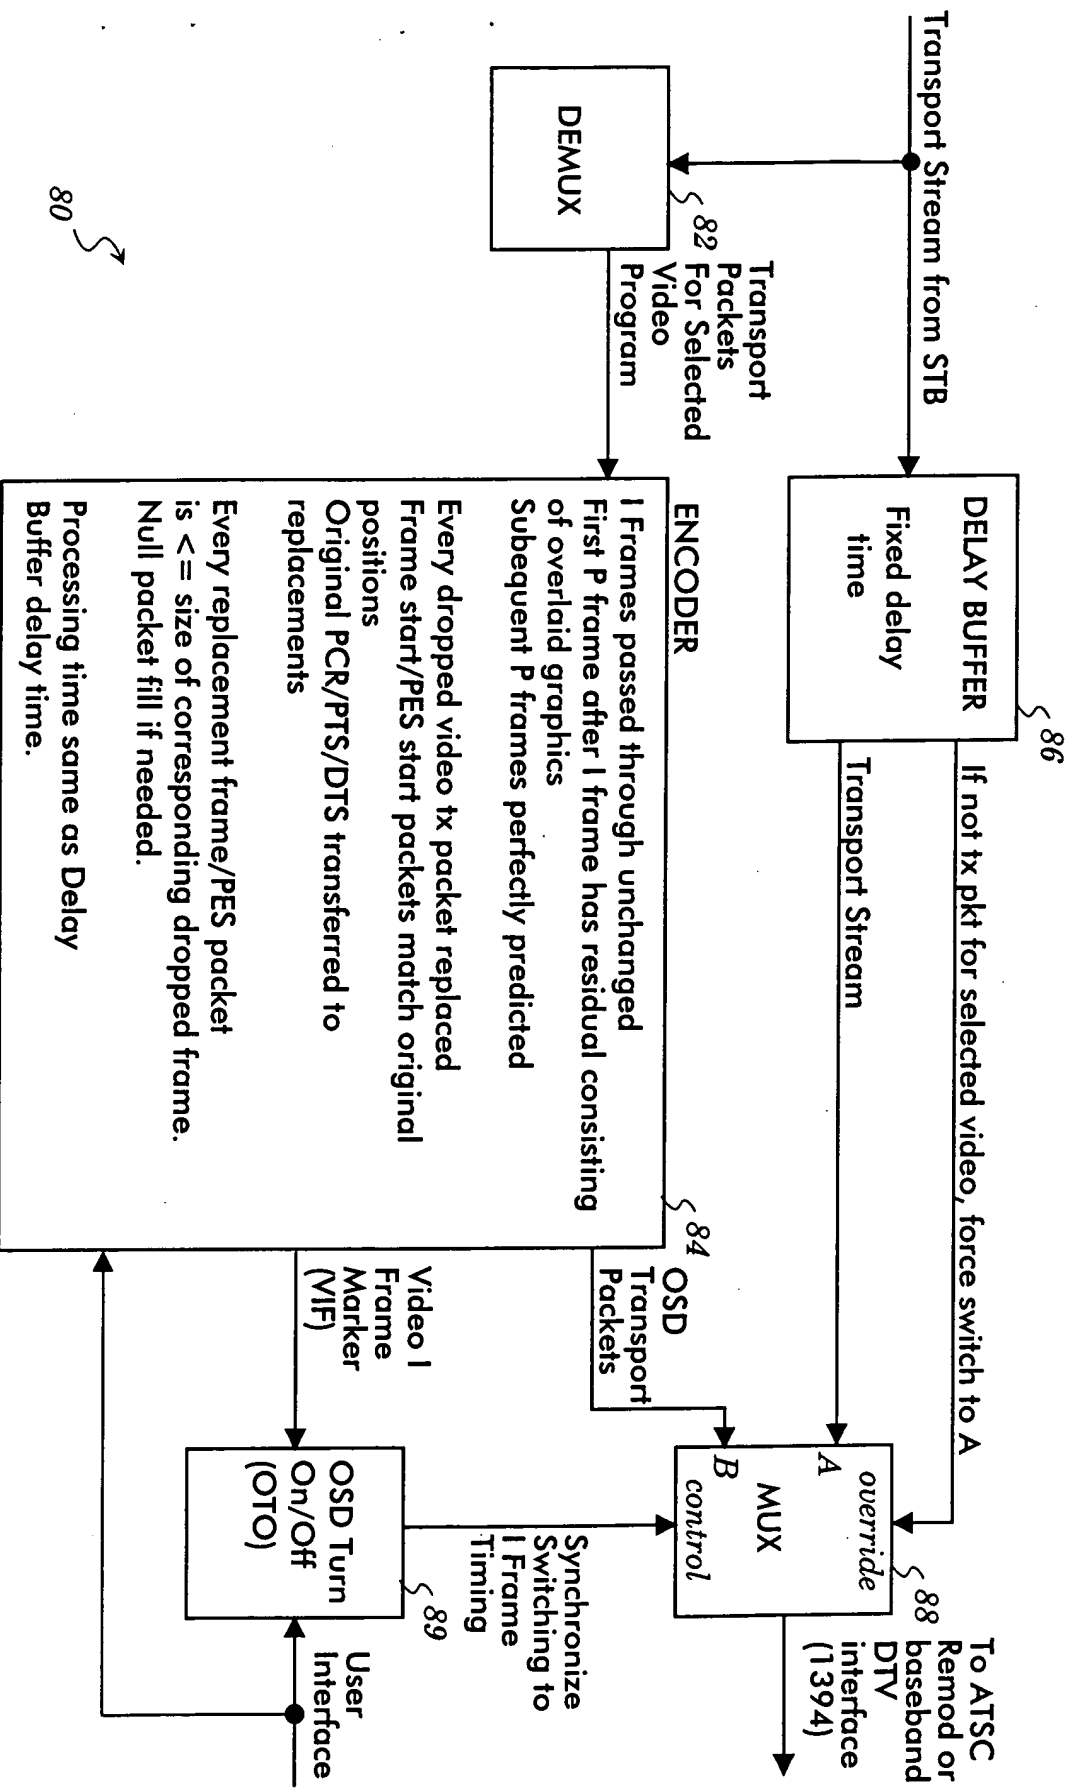 Transport Stream from STB
DELAY BUFFER
Fixed delay
time
86
If not tx pkt for selected video, force switch to A
Transport Stream
DEMUX
82
Transport
Packets
For Selected
Video
Program
80
ENCODER
I Frames passed through unchanged
First P frame after I frame has residual consisting
of overlaid graphics
Subequent P frames perfectly predicted
Every dropped video tx packet replaced
Frame start/PES start packets match original
positions
Original PCR/PTS/DTS transferred to
replacements
Every replacement frame/PES packet
is <= size of corresponding dropped frame.
Null packet fill if needed.
Processing time same as Delay
Buffer delay time.
84
OSD
Transport
Packets
Video I
Frame
Marker
(VIF)
override
A
MUX
B
control
88
To ATSC
Remod or
baseband
DTV
interface
(1394)
Synchronize
Switching to
I Frame
Timing
OSD Turn
On/Off
(OTO)
89
User
Interface